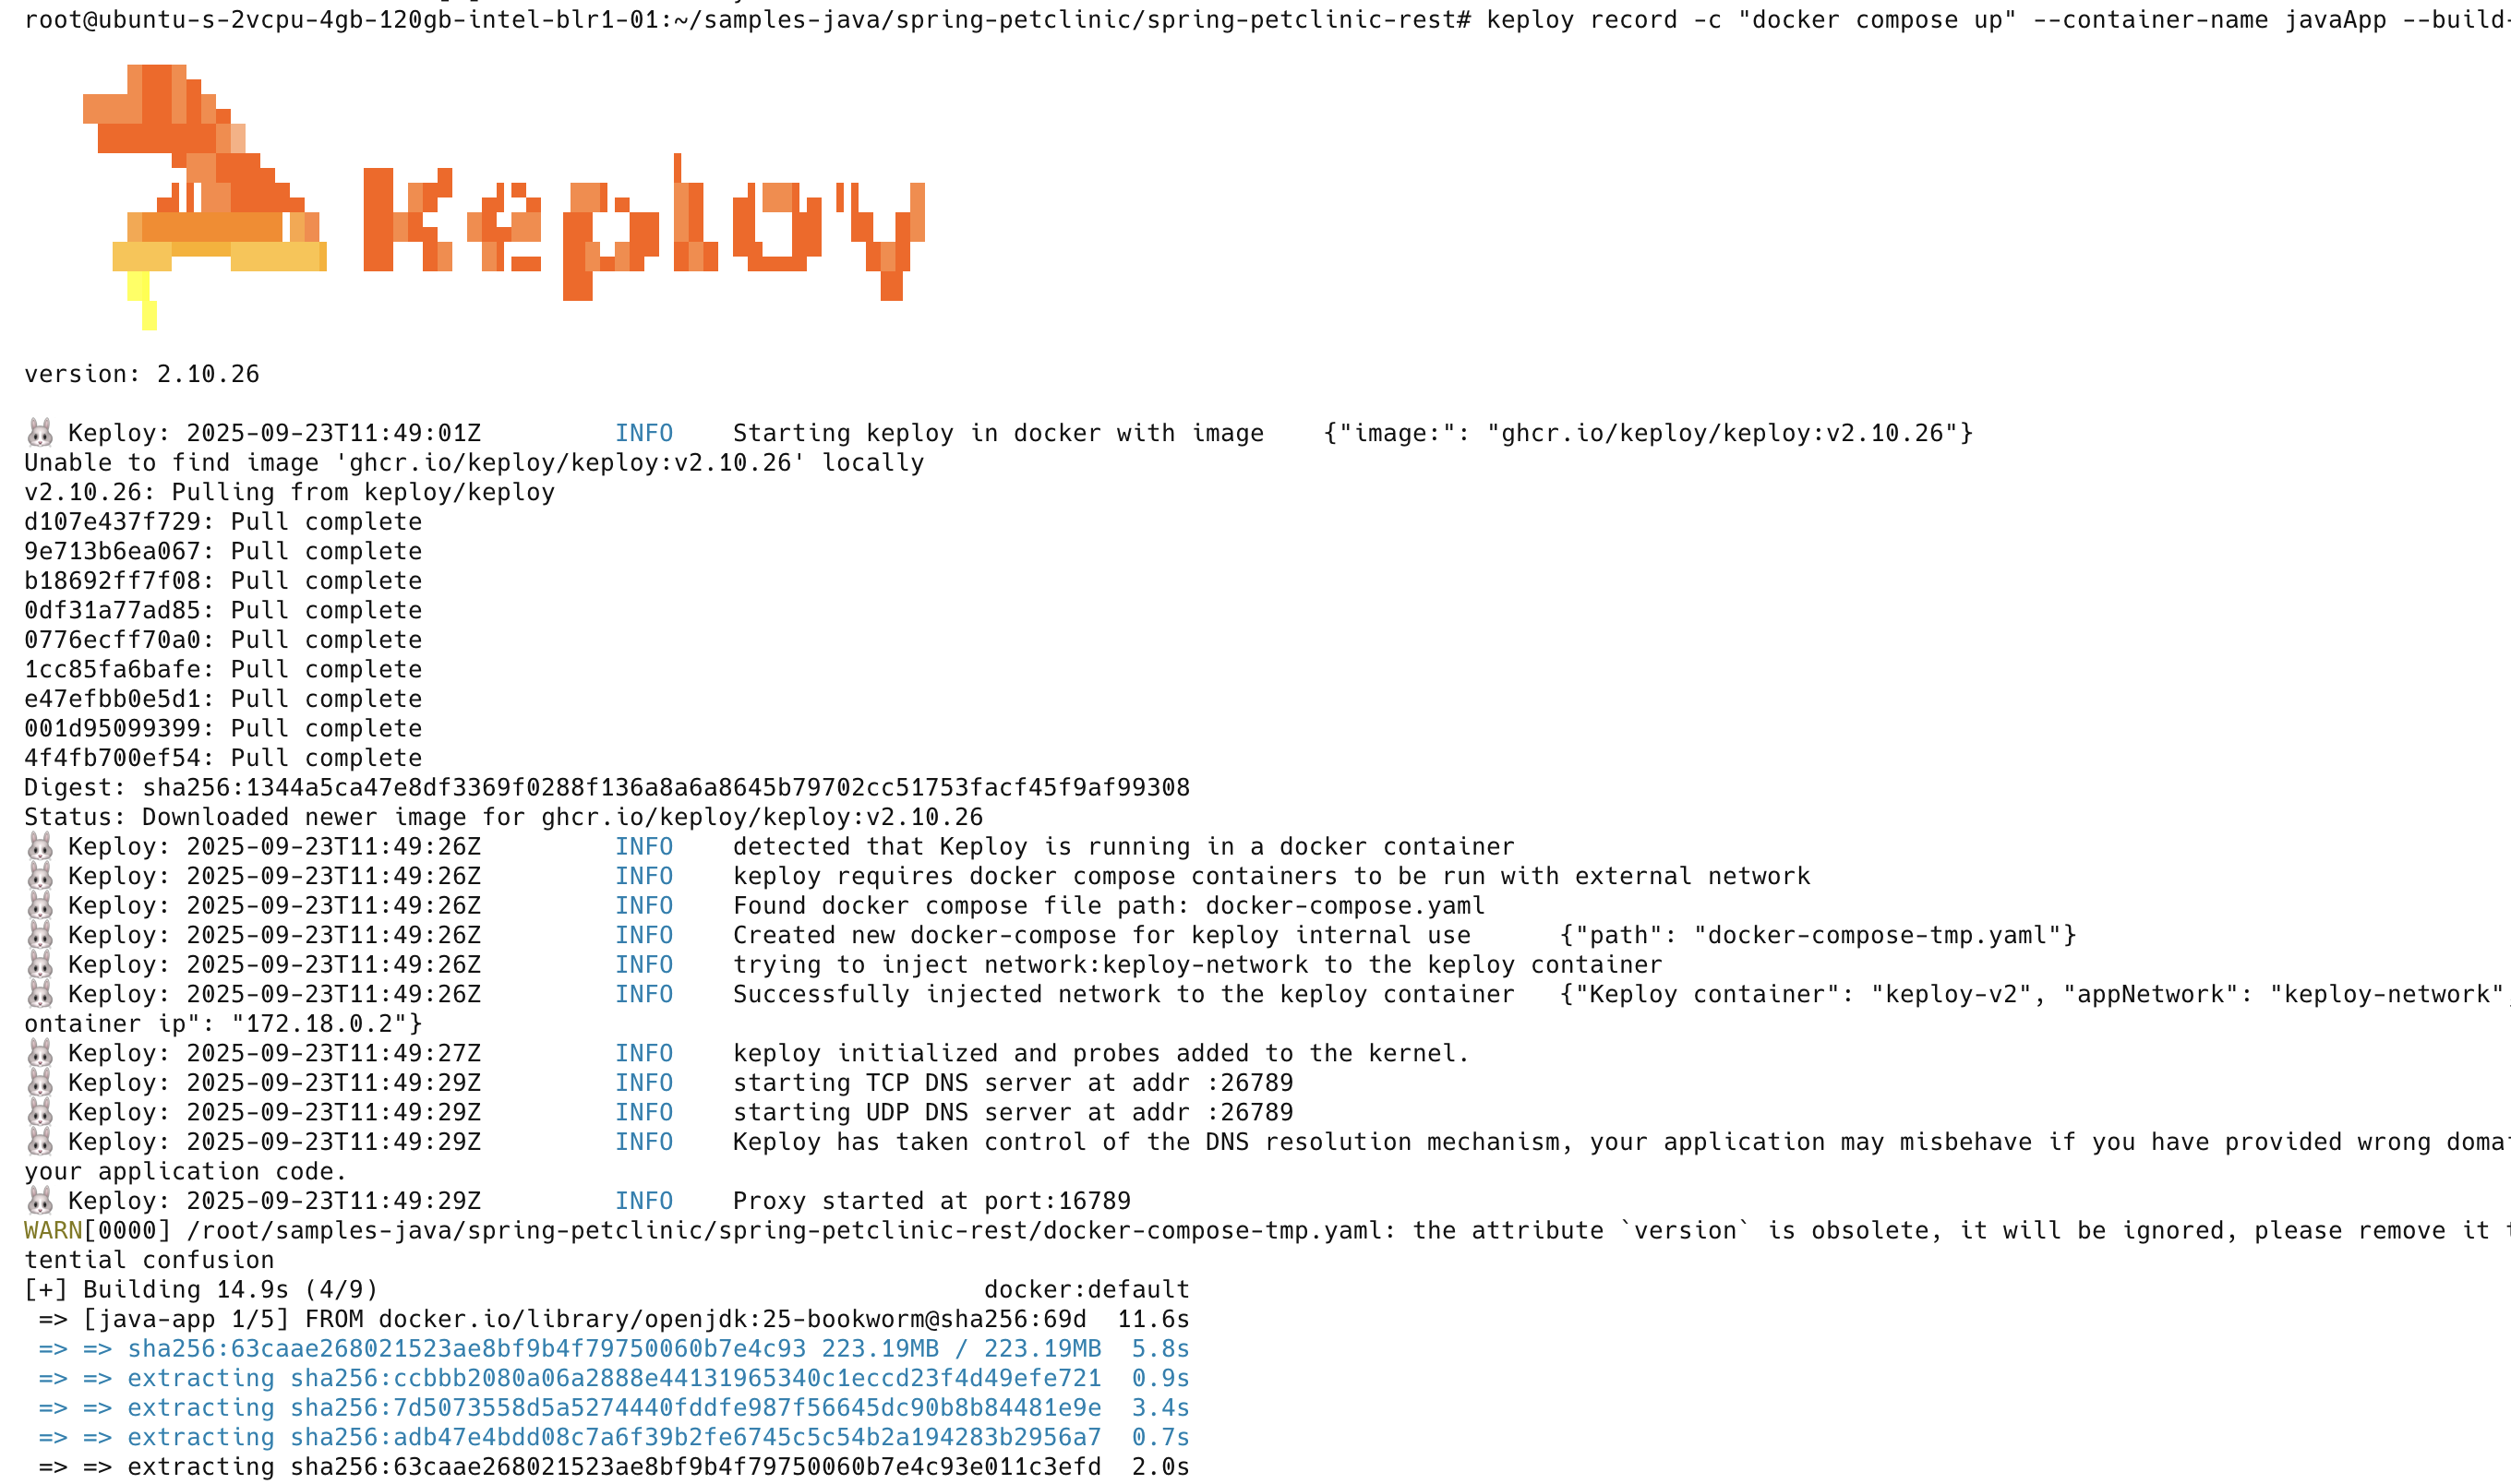 root@ubuntu-s-2vcpu-4gb-120gb-intel-blr1-01:~/samples-java/spring-petclinic/spring-petclinic-rest# keploy record -c "docker compose up" --container-name javaApp --build-
Keploy
version: 2.10.26
🐰 Keploy: 2025-09-23T11:49:01Z INFO Starting keploy in docker with image {"image:": "ghcr.io/keploy/keploy:v2.10.26"}
Unable to find image 'ghcr.io/keploy/keploy:v2.10.26' locally
v2.10.26: Pulling from keploy/keploy
d107e437f729: Pull complete
9e713b6ea067: Pull complete
b18692ff7f08: Pull complete
0df31a77ad85: Pull complete
0776ecff70a0: Pull complete
1cc85fa6bafe: Pull complete
e47efbb0e5d1: Pull complete
001d95099399: Pull complete
4f4fb700ef54: Pull complete
Digest: sha256:1344a5ca47e8df3369f0288f136a8a6a8645b79702cc51753facf45f9af99308
Status: Downloaded newer image for ghcr.io/keploy/keploy:v2.10.26
🐰 Keploy: 2025-09-23T11:49:26Z INFO detected that Keploy is running in a docker container
🐰 Keploy: 2025-09-23T11:49:26Z INFO keploy requires docker compose containers to be run with external network
🐰 Keploy: 2025-09-23T11:49:26Z INFO Found docker compose file path: docker-compose.yaml
🐰 Keploy: 2025-09-23T11:49:26Z INFO Created new docker-compose for keploy internal use {"path": "docker-compose-tmp.yaml"}
🐰 Keploy: 2025-09-23T11:49:26Z INFO trying to inject network:keploy-network to the keploy container
🐰 Keploy: 2025-09-23T11:49:26Z INFO Successfully injected network to the keploy container {"Keploy container": "keploy-v2", "appNetwork": "keploy-network",
ontainer ip": "172.18.0.2"}
🐰 Keploy: 2025-09-23T11:49:27Z INFO keploy initialized and probes added to the kernel.
🐰 Keploy: 2025-09-23T11:49:29Z INFO starting TCP DNS server at addr :26789
🐰 Keploy: 2025-09-23T11:49:29Z INFO starting UDP DNS server at addr :26789
🐰 Keploy: 2025-09-23T11:49:29Z INFO Keploy has taken control of the DNS resolution mechanism, your application may misbehave if you have provided wrong doma
your application code.
🐰 Keploy: 2025-09-23T11:49:29Z INFO Proxy started at port:16789
WARN[0000] /root/samples-java/spring-petclinic/spring-petclinic-rest/docker-compose-tmp.yaml: the attribute `version` is obsolete, it will be ignored, please remove it
tential confusion
[+] Building 14.9s (4/9) docker:default
=> [java-app 1/5] FROM docker.io/library/openjdk:25-bookworm@sha256:69d 11.6s
=> => sha256:63caae268021523ae8bf9b4f79750060b7e4c93 223.19MB / 223.19MB 5.8s
=> => extracting sha256:ccbbb2080a06a2888e44131965340c1eccd23f4d49efe721 0.9s
=> => extracting sha256:7d5073558d5a5274440fddfe987f56645dc90b8b84481e9e 3.4s
=> => extracting sha256:adb47e4bdd08c7a6f39b2fe6745c5c54b2a194283b2956a7 0.7s
=> => extracting sha256:63caae268021523ae8bf9b4f79750060b7e4c93e011c3efd 2.0s